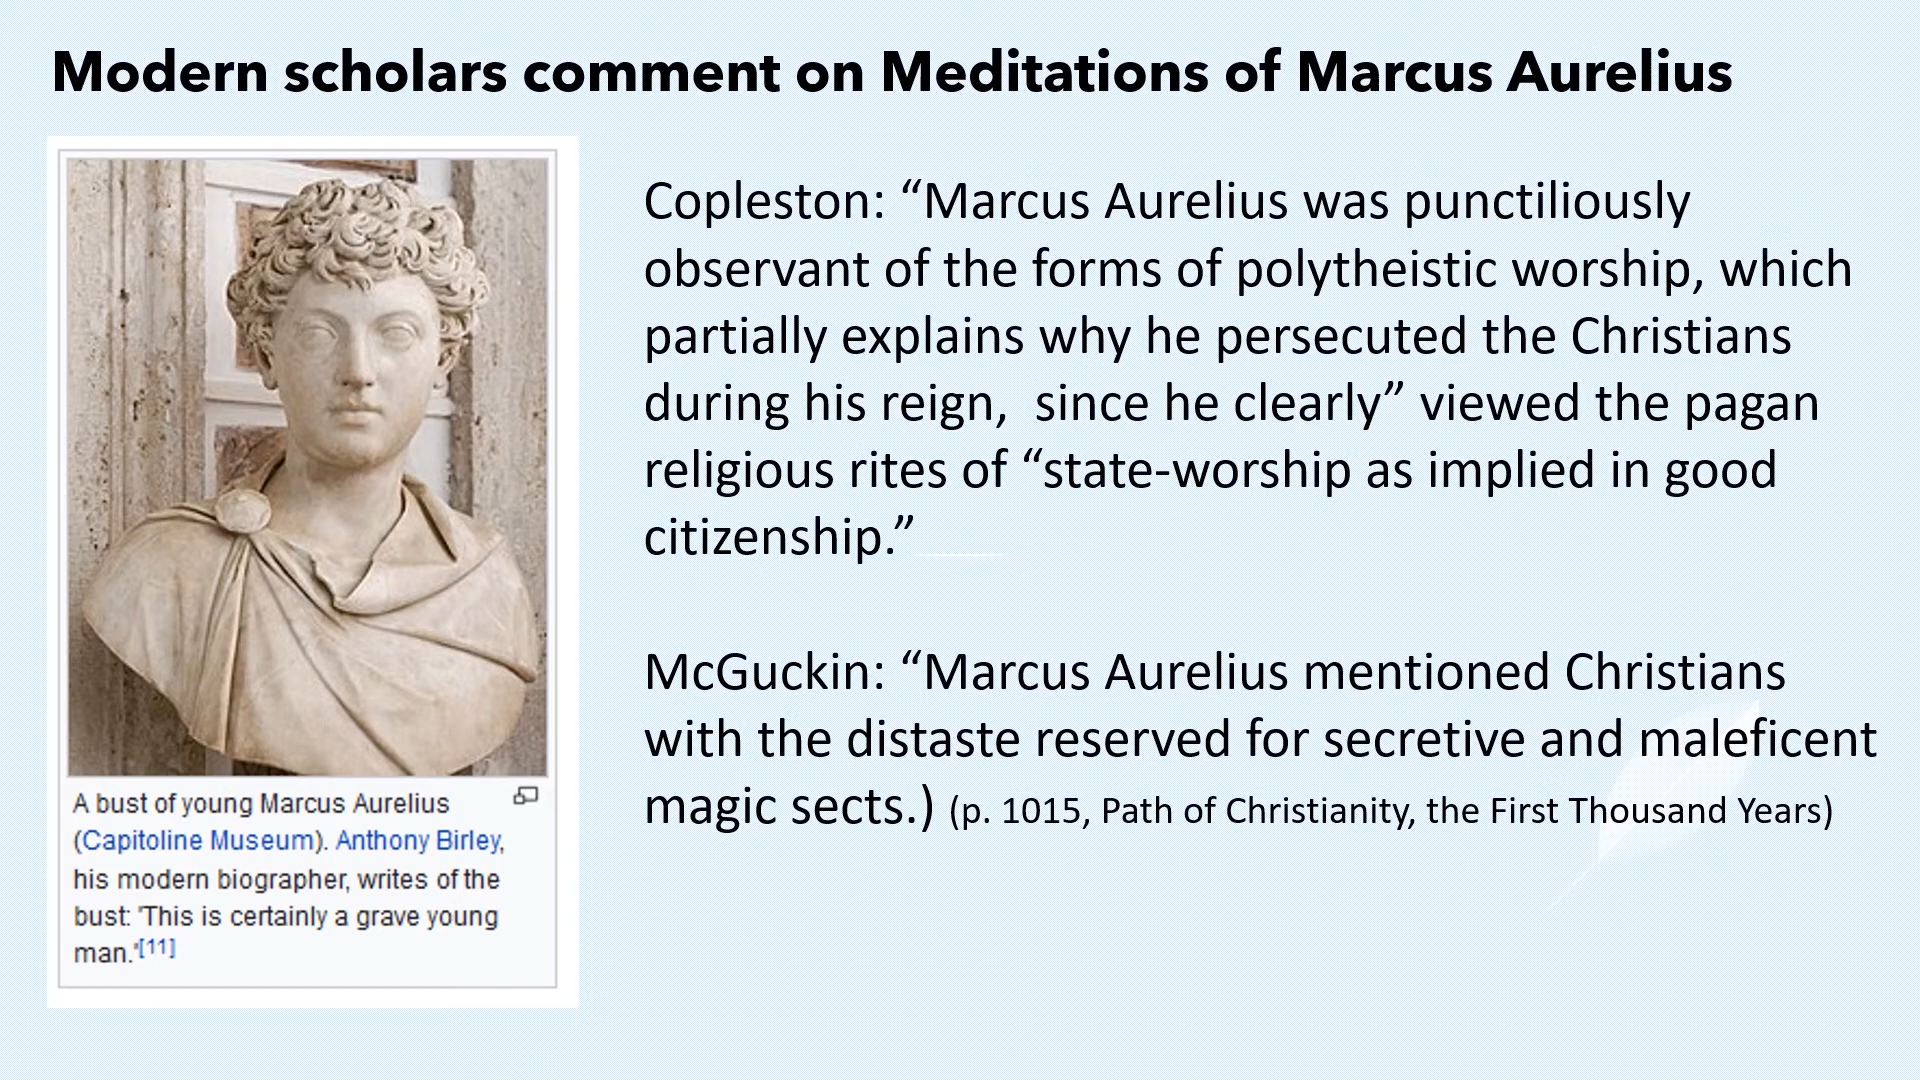 Modern scholars comment on Meditations of Marcus Aurelius
A bust of young Marcus Aurelius
(Capitoline Museum). Anthony Birley,
his modern biographer, writes of the
bust: 'This is certainly a grave young
man.'[11]
Copleston: “Marcus Aurelius was punctiliously
observant of the forms of polytheistic worship, which
partially explains why he persecuted the Christians
during his reign,  since he clearly” viewed the pagan
religious rites of “state-worship as implied in good
citizenship.”
McGuckin: “Marcus Aurelius mentioned Christians
with the distaste reserved for secretive and maleficent
magic sects.) (p. 1015, Path of Christianity, the First Thousand Years)